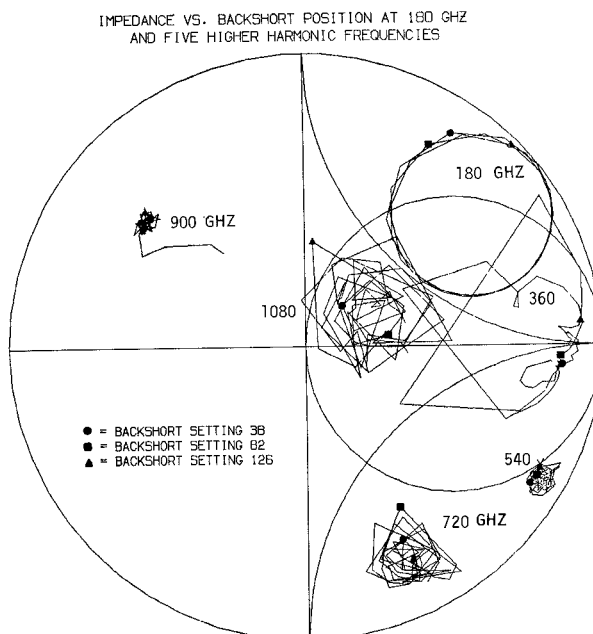 IMPEDANCE VS. BACKSHORT POSITION AT 180 GHZ
AND FIVE HIGHER HARMONIC FREQUENCIES
180 GHZ
900 GHZ
360
1080
● = BACKSHORT SETTING 38
■ = BACKSHORT SETTING 82
▲ = BACKSHORT SETTING 126
540
720 GHZ